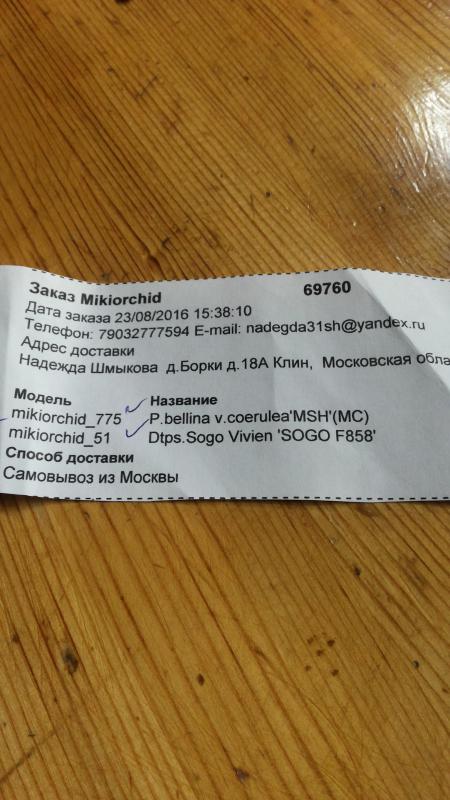 Заказ Mikiorchid 69760
Дата заказа 23/08/2016 15:38:10
Телефон: 79032777594 E-mail: nadegda31sh@yandex.ru
Адрес доставки
Надежда Шмыкова д.Борки д.18А Клин, Московская обла
Модель Название
mikiorchid_775 P.bellina v.coerulea'MSH'(MC)
mikiorchid_51 Dtps.Sogo Vivien 'SOGO F858'
Способ доставки
Самовывоз из Москвы